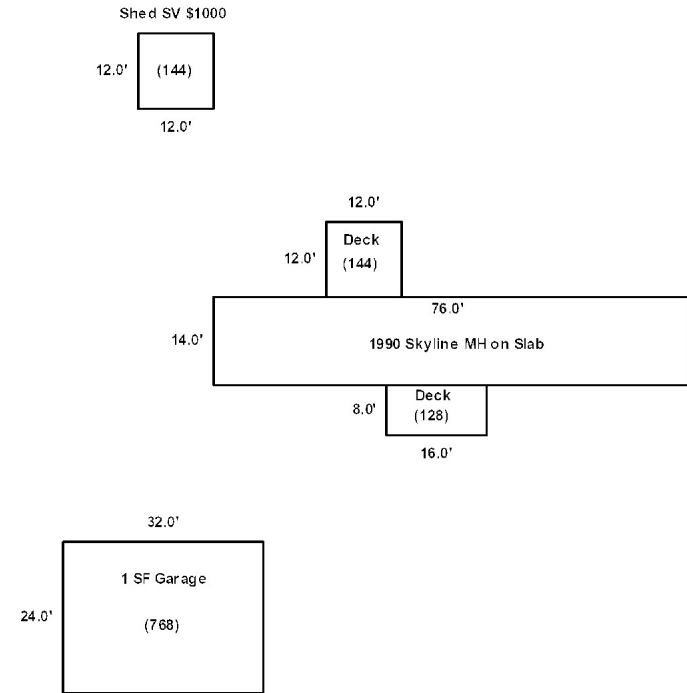 Shed SV $1000
12.0'
(144)
12.0'
12.0'
Deck
12.0'
(144)
76.0'
14.0'
1990 Skyline MH on Slab
Deck
8.0'
(128)
16.0'
32.0'
1 SF Garage
24.0'
(768)